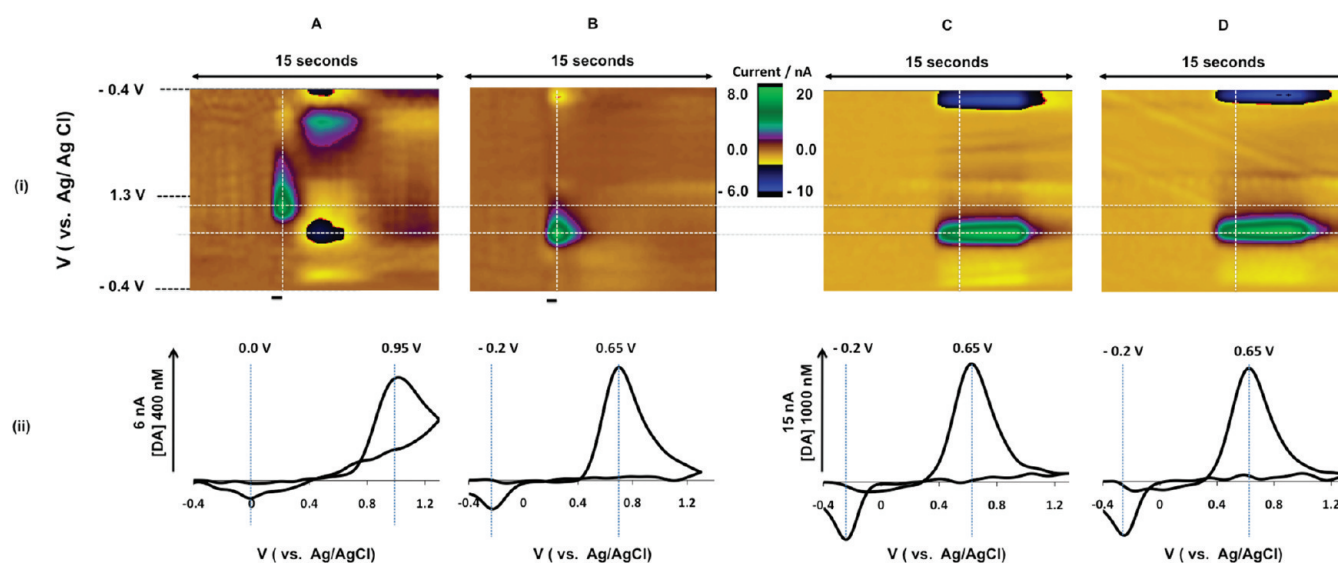 A B C D
15 seconds 15 seconds 15 seconds 15 seconds
Current / nA
8.0 20
0.0 0.0
- 6.0 - 10
- 0.4 V
1.3 V
- 0.4 V
V ( vs. Ag/ Ag Cl)
(i)
0.0 V 0.95 V - 0.2 V 0.65 V - 0.2 V 0.65 V - 0.2 V 0.65 V
6 nA
[DA] 400 nM
15 nA
[DA] 1000 nM
(ii)
-0.4 0 0.4 0.8 1.2 -0.4 0 0.4 0.8 1.2 -0.4 0 0.4 0.8 1.2 -0.4 0 0.4 0.8 1.2
V ( vs. Ag/AgCl) V ( vs. Ag/AgCl) V ( vs. Ag/AgCl) V ( vs. Ag/AgCl)